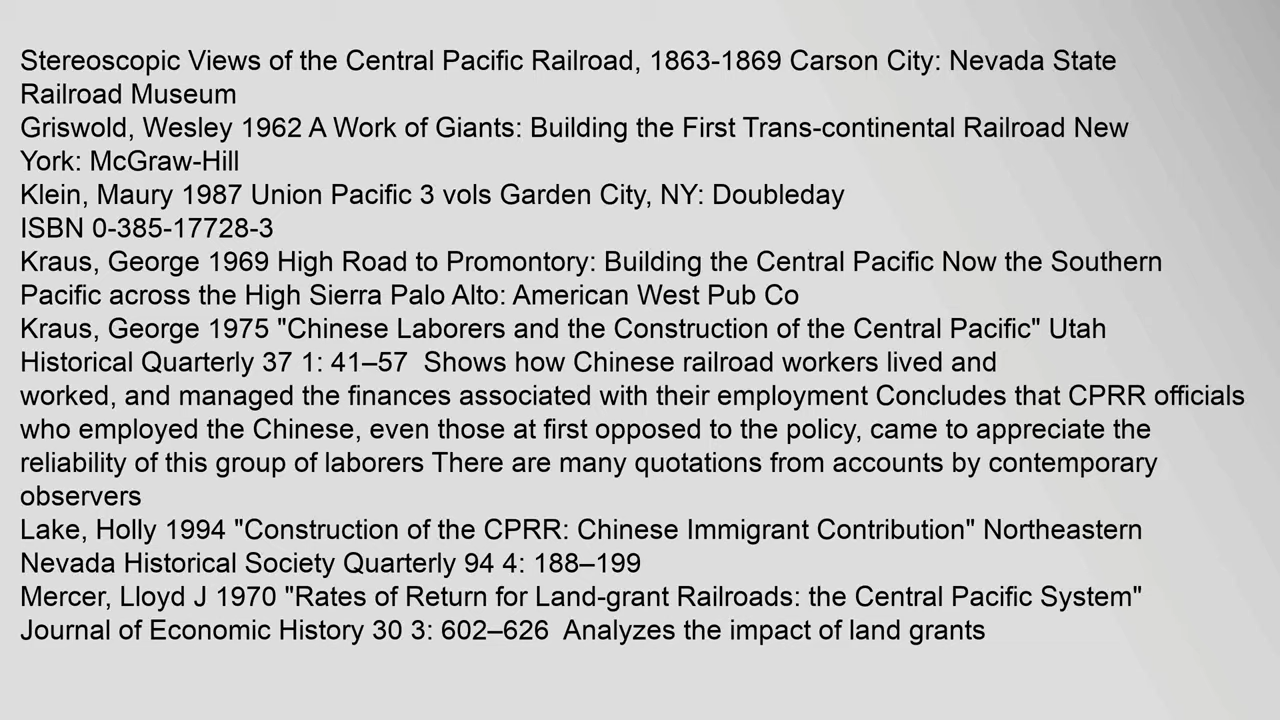 Stereoscopic Views of the Central Pacific Railroad, 1863-1869 Carson City: Nevada State
Railroad Museum
Griswold, Wesley 1962 A Work of Giants: Building the First Trans-continental Railroad New
York: McGraw-Hill
Klein, Maury 1987 Union Pacific 3 vols Garden City, NY: Doubleday
ISBN 0-385-17728-3
Kraus, George 1969 High Road to Promontory: Building the Central Pacific Now the Southern
Pacific across the High Sierra Palo Alto: American West Pub Co
Kraus, George 1975 "Chinese Laborers and the Construction of the Central Pacific" Utah
Historical Quarterly 37 1: 41–57  Shows how Chinese railroad workers lived and
worked, and managed the finances associated with their employment Concludes that CPRR officials
who employed the Chinese, even those at first opposed to the policy, came to appreciate the
reliability of this group of laborers There are many quotations from accounts by contemporary
observers
Lake, Holly 1994 "Construction of the CPRR: Chinese Immigrant Contribution" Northeastern
Nevada Historical Society Quarterly 94 4: 188–199
Mercer, Lloyd J 1970 "Rates of Return for Land-grant Railroads: the Central Pacific System"
Journal of Economic History 30 3: 602–626  Analyzes the impact of land grants